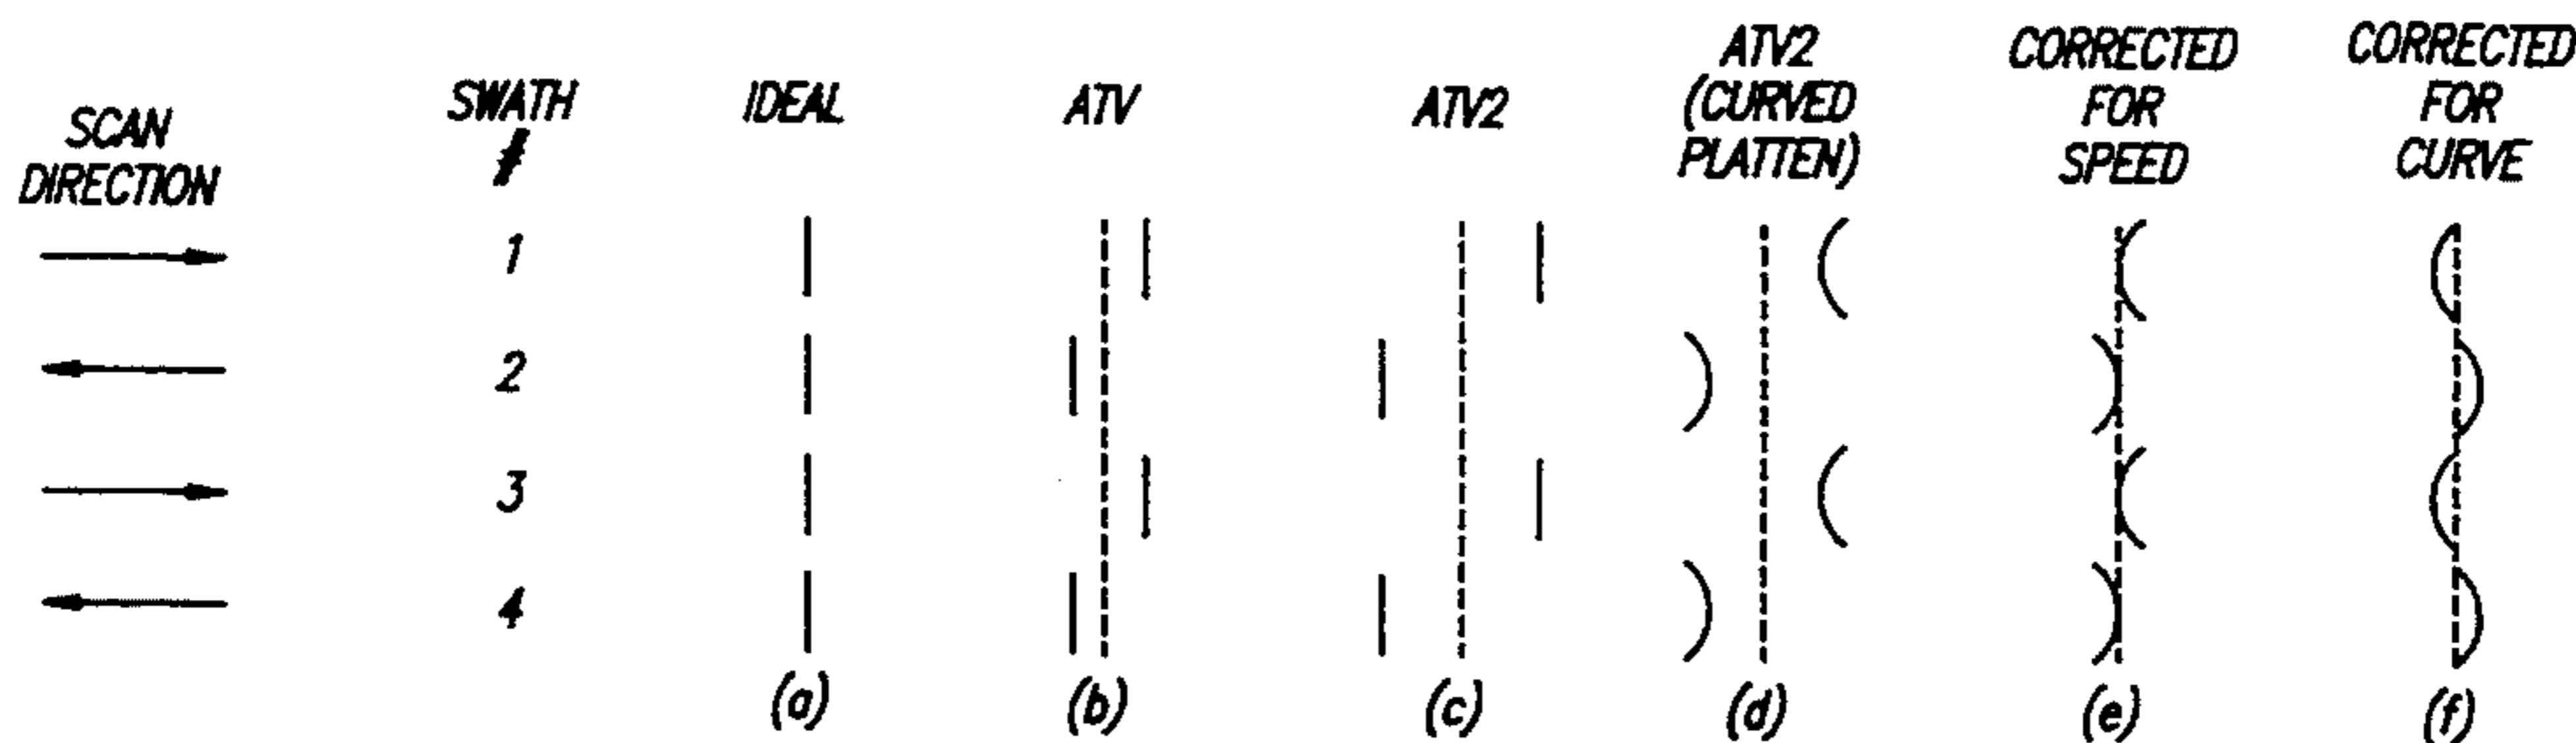 SCAN
DIRECTION
SWATH
#
IDEAL
ATV
ATV2
ATV2
(CURVED
PLATTEN)
CORRECTED
FOR
SPEED
CORRECTED
FOR
CURVE
1
2
3
4
(a)
(b)
(c)
(d)
(e)
(f)